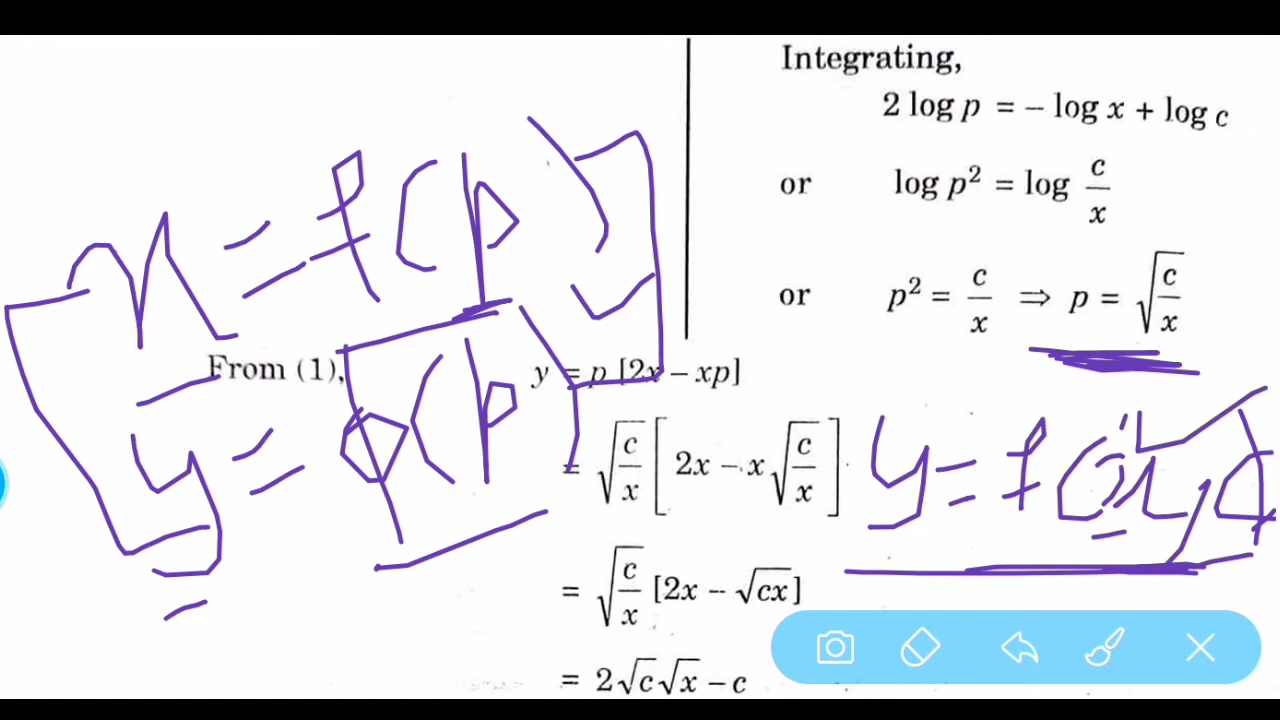 Integrating,
2 log p = – log x + log c
or log p² = log c/x
or p² = c/x ⇒ p = √(c/x)
x = f(p)
From (1), y = p [2x – xp]
y = φ(p)
= √(c/x) [2x – x √(c/x)]
y = f(x,
= √(c/x) [2x – √cx]
= 2√c√x – c